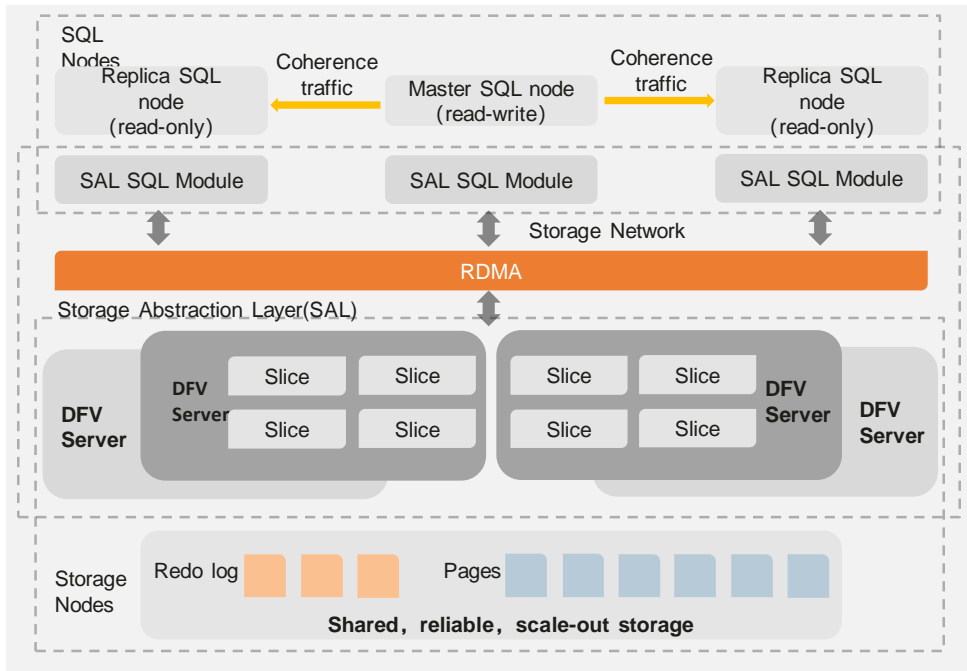 SQL
Nodes
Replica SQL
node
(read-only)
Coherence
traffic
Master SQL node
(read-write)
Coherence
traffic
Replica SQL
node
(read-only)
SAL SQL Module
SAL SQL Module
SAL SQL Module
Storage Network
RDMA
Storage Abstraction Layer(SAL)
DFV
Server
DFV
Server
Slice
Slice
Slice
Slice
Slice
Slice
Slice
Slice
DFV
Server
DFV
Server
Storage
Nodes
Redo log
Pages
Shared, reliable, scale-out storage